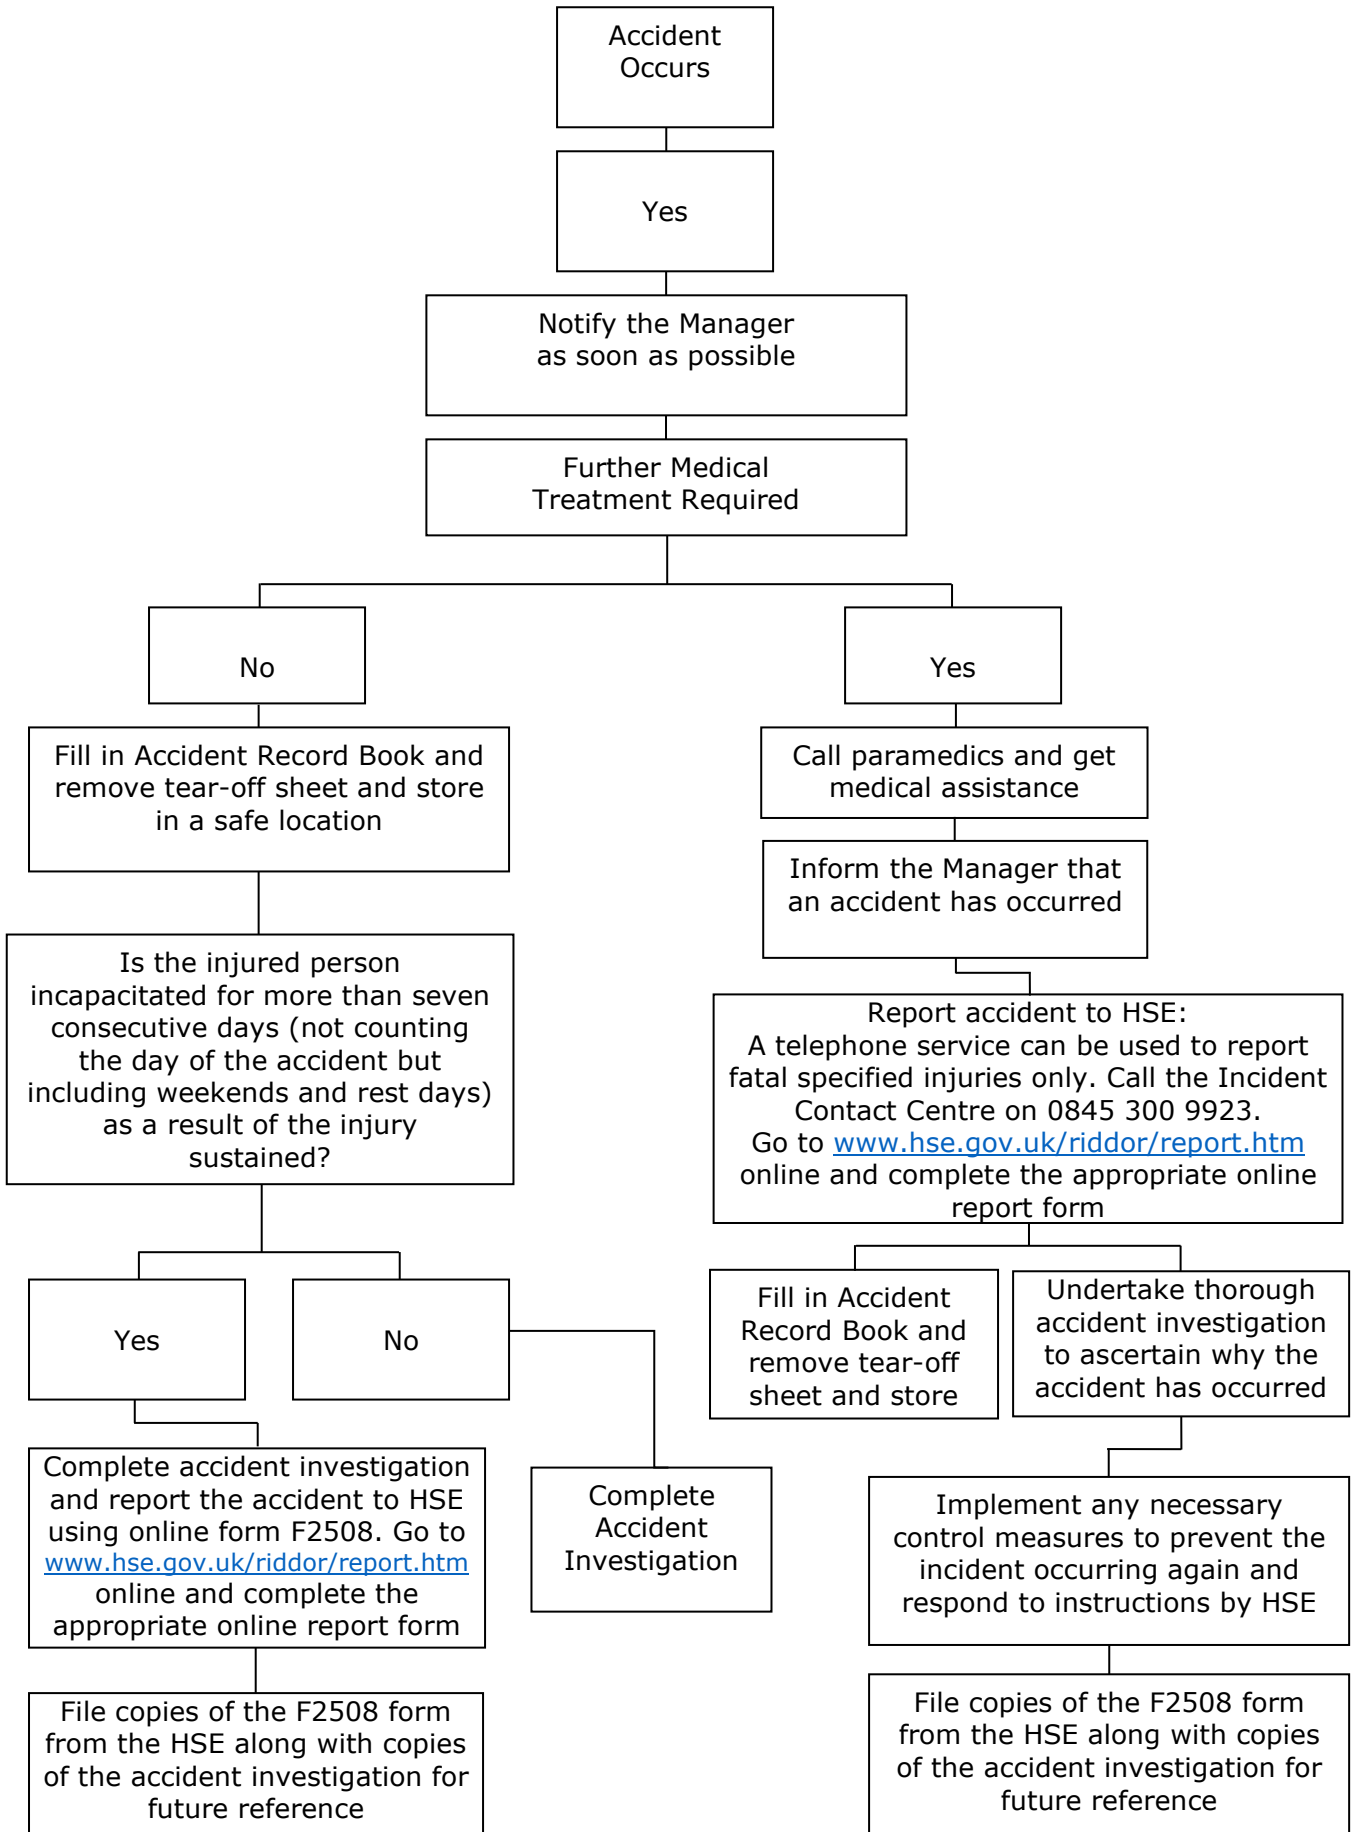 Accident
Occurs
Yes
Notify the Manager
as soon as possible
Further Medical
Treatment Required
No
Yes
Fill in Accident Record Book and
remove tear-off sheet and store
in a safe location
Call paramedics and get
medical assistance
Inform the Manager that
an accident has occurred
Is the injured person
incapacitated for more than seven
consecutive days (not counting
the day of the accident but
including weekends and rest days)
as a result of the injury
sustained?
Report accident to HSE:
A telephone service can be used to report
fatal specified injuries only. Call the Incident
Contact Centre on 0845 300 9923.
Go to www.hse.gov.uk/riddor/report.htm
online and complete the appropriate online
report form
Yes
No
Fill in Accident
Record Book and
remove tear-off
sheet and store
Undertake thorough
accident investigation
to ascertain why the
accident has occurred
Complete accident investigation
and report the accident to HSE
using online form F2508. Go to
www.hse.gov.uk/riddor/report.htm
online and complete the
appropriate online report form
Complete
Accident
Investigation
Implement any necessary
control measures to prevent the
incident occurring again and
respond to instructions by HSE
File copies of the F2508 form
from the HSE along with copies
of the accident investigation for
future reference
File copies of the F2508 form
from the HSE along with copies
of the accident investigation for
future reference